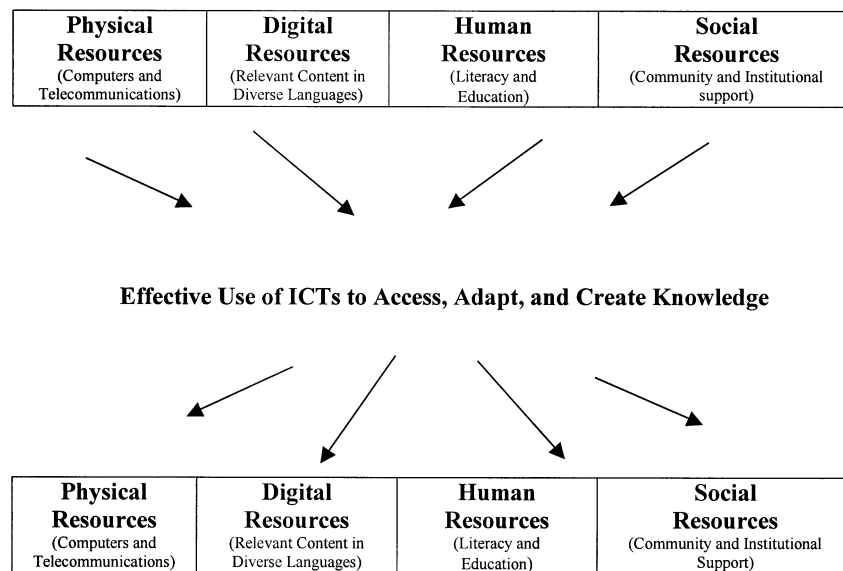 Physical
Resources
(Computers and
Telecommunications)
Digital
Resources
(Relevant Content in
Diverse Languages)
Human
Resources
(Literacy and
Education)
Social
Resources
(Community and Institutional
support)
Effective Use of ICTs to Access, Adapt, and Create Knowledge
Physical
Resources
(Computers and
Telecommunications)
Digital
Resources
(Relevant Content in
Diverse Languages)
Human
Resources
(Literacy and
Education)
Social
Resources
(Community and Institutional
Support)